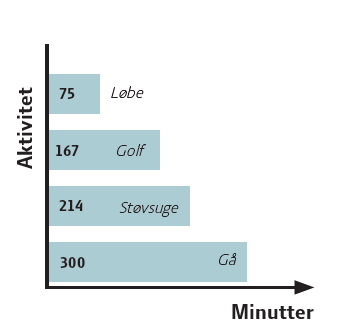 Aktivitet
75 Løbe
167 Golf
214 Støvsuge
300 Gå
Minutter